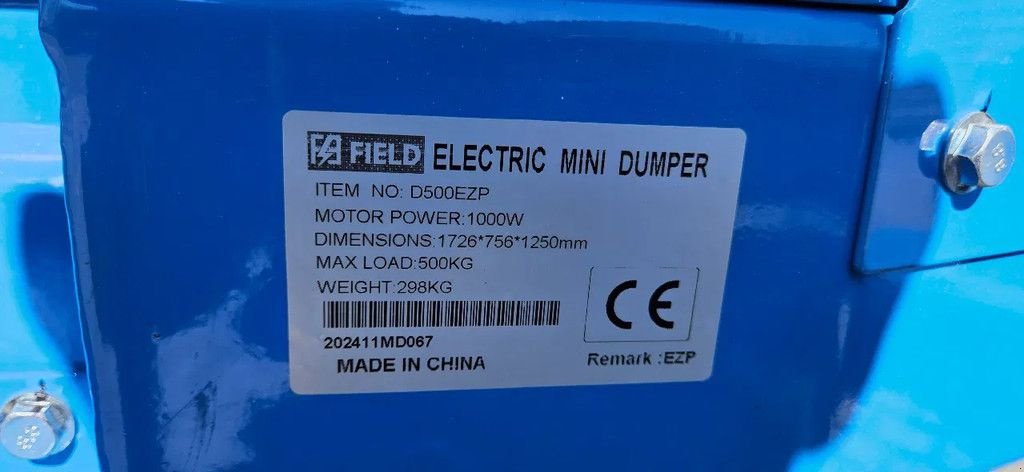 FA FIELD ELECTRIC MINI DUMPER
ITEM NO: D500EZP
MOTOR POWER:1000W
DIMENSIONS:1726*756*1250mm
MAX LOAD:500KG
WEIGHT:298KG
CE
202411MD067
Remark :EZP
MADE IN CHINA